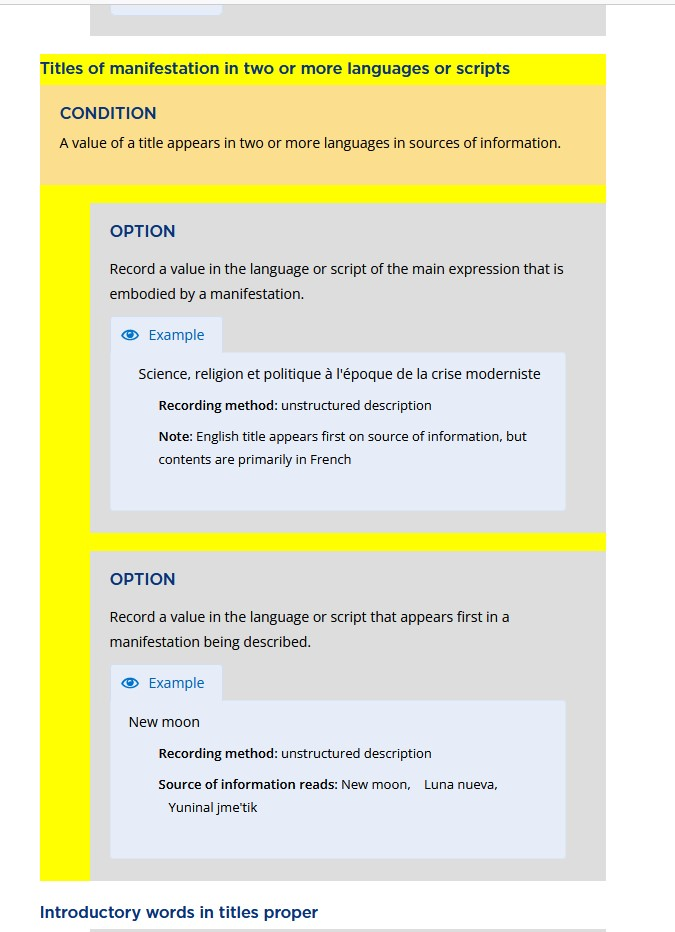 Titles of manifestation in two or more languages or scripts
CONDITION
A value of a title appears in two or more languages in sources of information.
OPTION
Record a value in the language or script of the main expression that is
embodied by a manifestation.
Example
Science, religion et politique à l'époque de la crise moderniste
Recording method: unstructured description
Note: English title appears first on source of information, but
contents are primarily in French
OPTION
Record a value in the language or script that appears first in a
manifestation being described.
Example
New moon
Recording method: unstructured description
Source of information reads: New moon, Luna nueva,
Yuninal jme'tik
Introductory words in titles proper